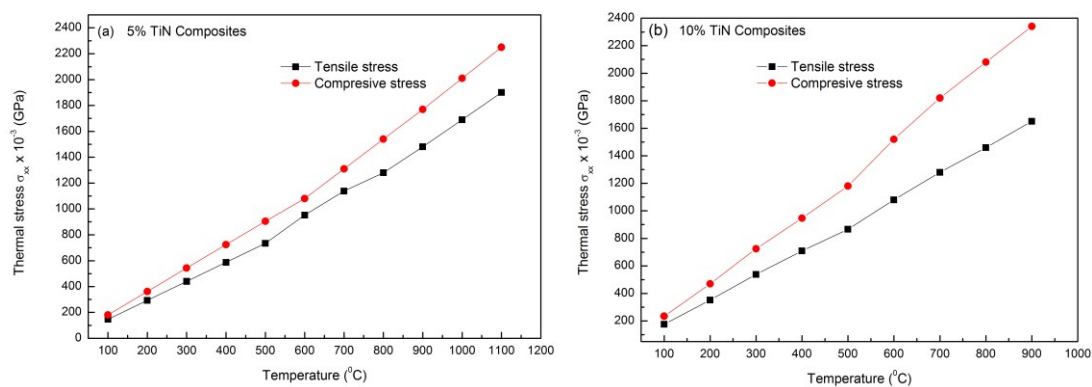 (a) 5% TiN Composites
Tensile stress
Compresive stress
Thermal stress σxx x 10-3 (GPa)
2400
2200
2000
1800
1600
1400
1200
1000
800
600
400
200
0
100 200 300 400 500 600 700 800 900 1000 1100 1200
Temperature (0C)
(b) 10% TiN Composites
Tensile stress
Compresive stress
Thermal stress σxx x 10-3 (GPa)
2400
2200
2000
1800
1600
1400
1200
1000
800
600
400
200
100 200 300 400 500 600 700 800 900 1000
Temperature (0C)